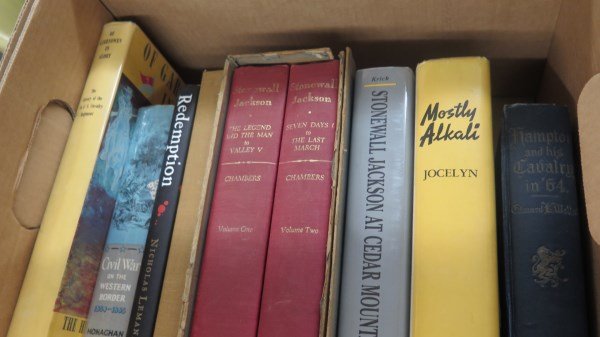 OF GA
THE H
Civil War
ON THE
WESTERN
BORDER
MONAGHAN
Redemption
NICHOLAS LEMAN
Stonewall
Jackson
THE LEGEND
AND THE MAN
to
VALLEY V
CHAMBERS
Volume One
Stonewall
Jackson
SEVEN DAYS I
to
THE LAST
MARCH
CHAMBERS
Volume Two
Krick
STONEWALL JACKSON AT CEDAR MOUNT
Mostly
Alkali
JOCELYN
Hampton
and his
Cavalry
in '64.